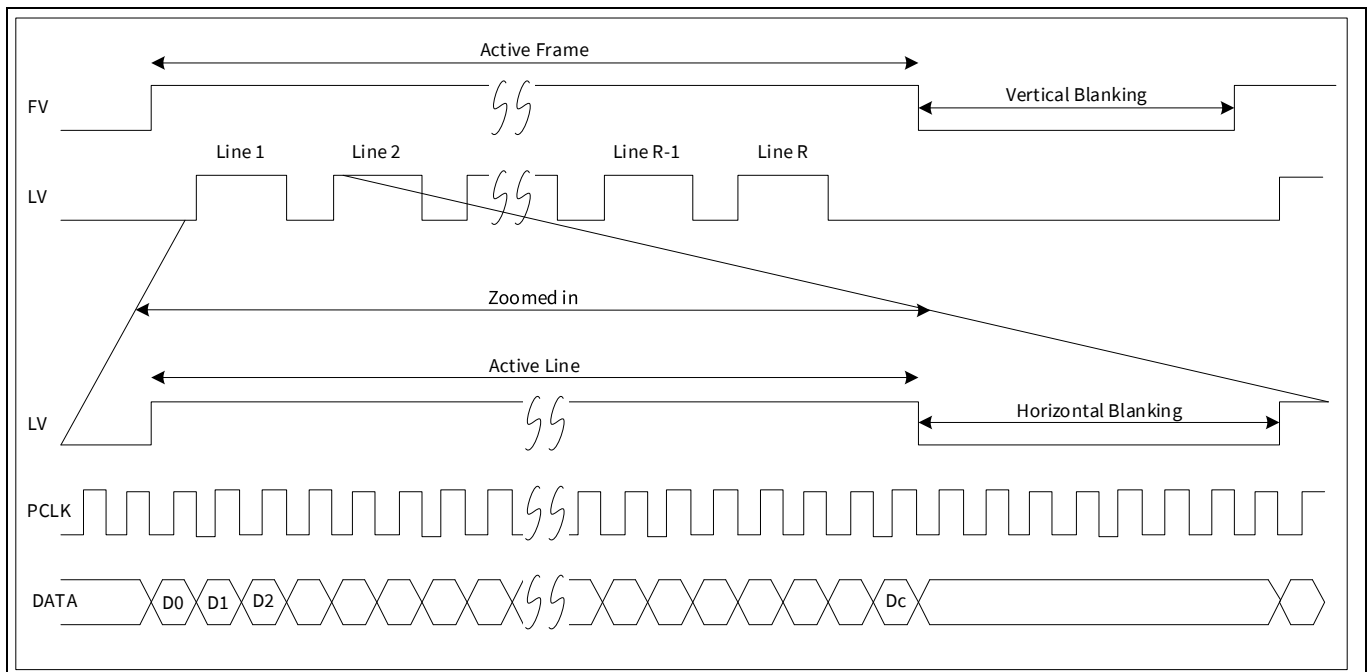 Active Frame
FV
Vertical Blanking
Line 1 Line 2 Line R-1 Line R
LV
Zoomed in
Active Line
LV
Horizontal Blanking
PCLK
DATA D0 D1 D2 Dc